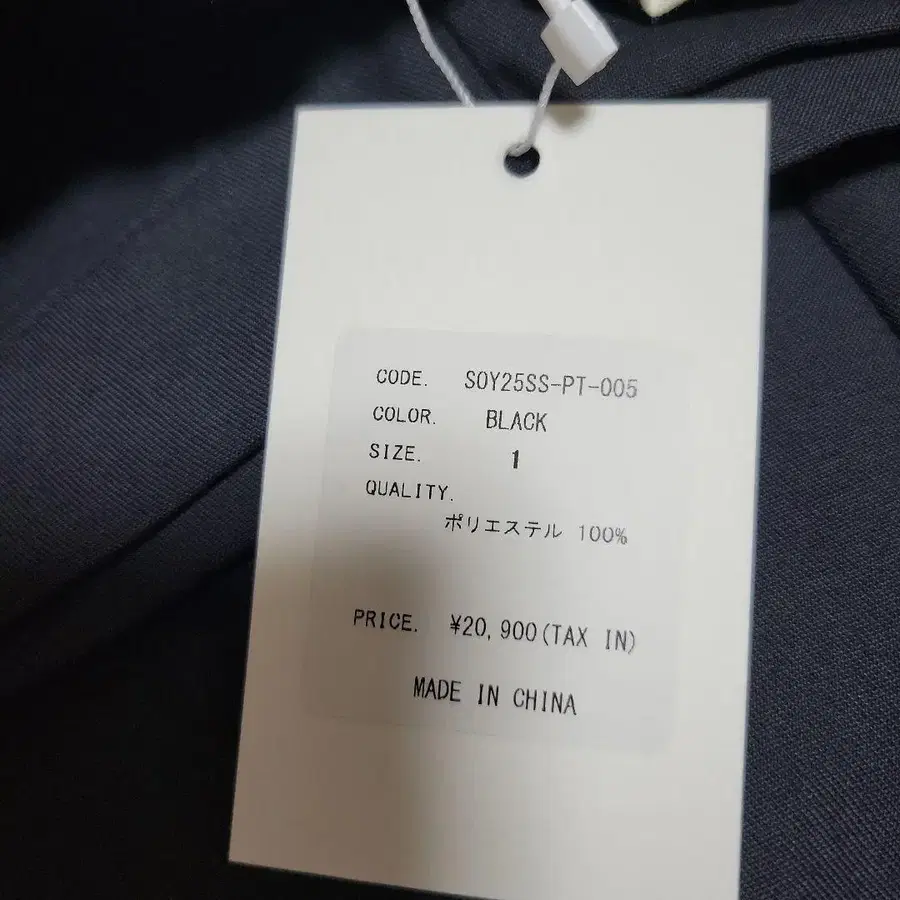 CODE. SOY25SS-PT-005
COLOR. BLACK
SIZE. 1
QUALITY.
ポリエステル 100%
PRICE. ¥20,900(TAX IN)
MADE IN CHINA